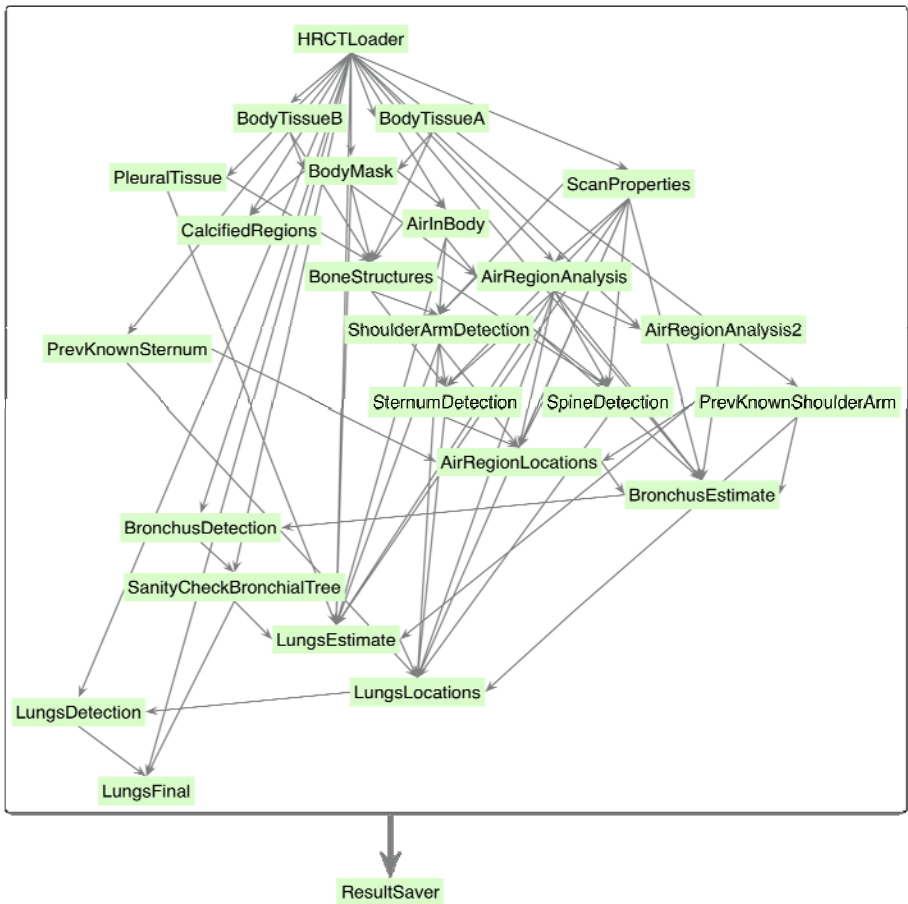 HRCTLoader
BodyTissueB
BodyTissueA
BodyMask
PleuralTissue
ScanProperties
CalcifiedRegions
AirInBody
BoneStructures
AirRegionAnalysis
ShoulderArmDetection
AirRegionAnalysis2
PrevKnownSternum
SternumDetection
SpineDetection
PrevKnownShoulderArm
AirRegionLocations
BronchusEstimate
BronchusDetection
SanityCheckBronchialTree
LungsEstimate
LungsLocations
LungsDetection
LungsFinal
ResultSaver